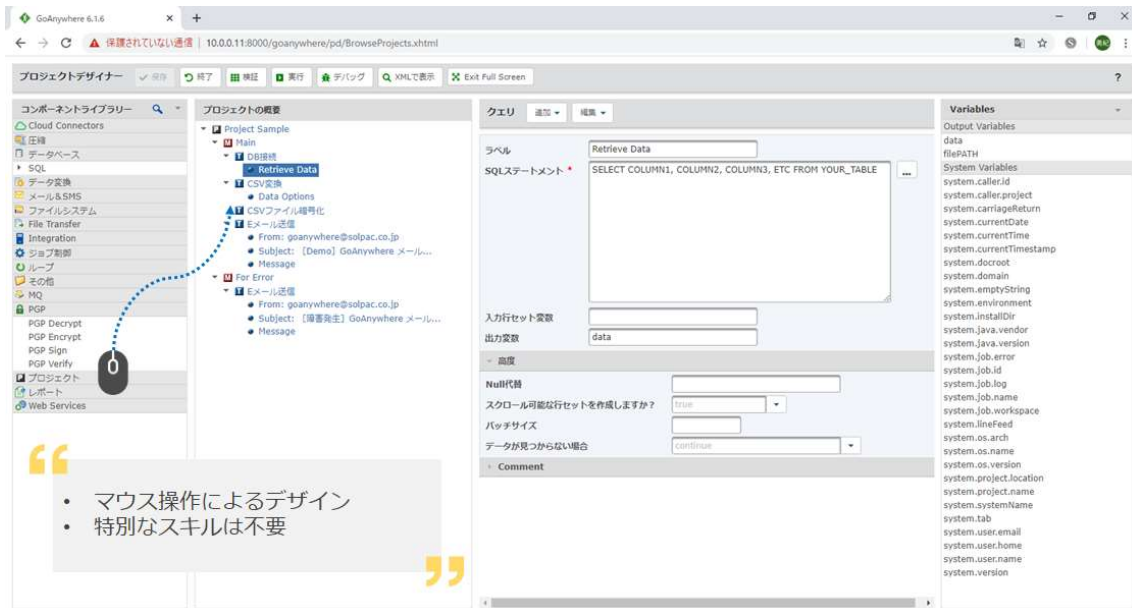 GoAnywhere 6.1.6
保護されていない通信
10.0.0.11:8000/goanywhere/pd/BrowseProjects.xhtml
プロジェクトデザイナー
保存
終了
検証
実行
デバッグ
XMLで表示
Exit Full Screen
?
コンポーネントライブラリー
Cloud Connectors
圧縮
データベース
SQL
データ変換
メール&SMS
ファイルシステム
File Transfer
Integration
ジョブ制御
ループ
その他
MQ
PGP
PGP Decrypt
PGP Encrypt
PGP Sign
PGP Verify
プロジェクト
レポート
Web Services
プロジェクトの概要
Project Sample
Main
DB接続
Retrieve Data
CSV変換
Data Options
CSVファイル暗号化
Eメール送信
From: goanywhere@solpac.co.jp
Subject: [Demo] GoAnywhere メール...
Message
For Error
Eメール送信
From: goanywhere@solpac.co.jp
Subject: [障害発生] GoAnywhere メール...
Message
クエリ
追加
編集
ラベル
Retrieve Data
SQLステートメント *
SELECT COLUMN1, COLUMN2, COLUMN3, ETC FROM YOUR_TABLE
...
入力行セット変数
出力変数
data
高度
Null代替
スクロール可能な行セットを作成しますか？
true
バッチサイズ
データが見つからない場合
continue
Comment
Variables
Output Variables
data
filePATH
System Variables
system.caller.id
system.caller.project
system.carriageReturn
system.currentDate
system.currentTime
system.currentTimestamp
system.docroot
system.domain
system.emptyString
system.environment
system.installDir
system.java.vendor
system.java.version
system.job.error
system.job.id
system.job.log
system.job.name
system.job.workspace
system.lineFeed
system.os.arch
system.os.name
system.os.version
system.project.location
system.project.name
system.systemName
system.tab
system.user.email
system.user.home
system.user.name
system.version
• マウス操作によるデザイン
• 特別なスキルは不要